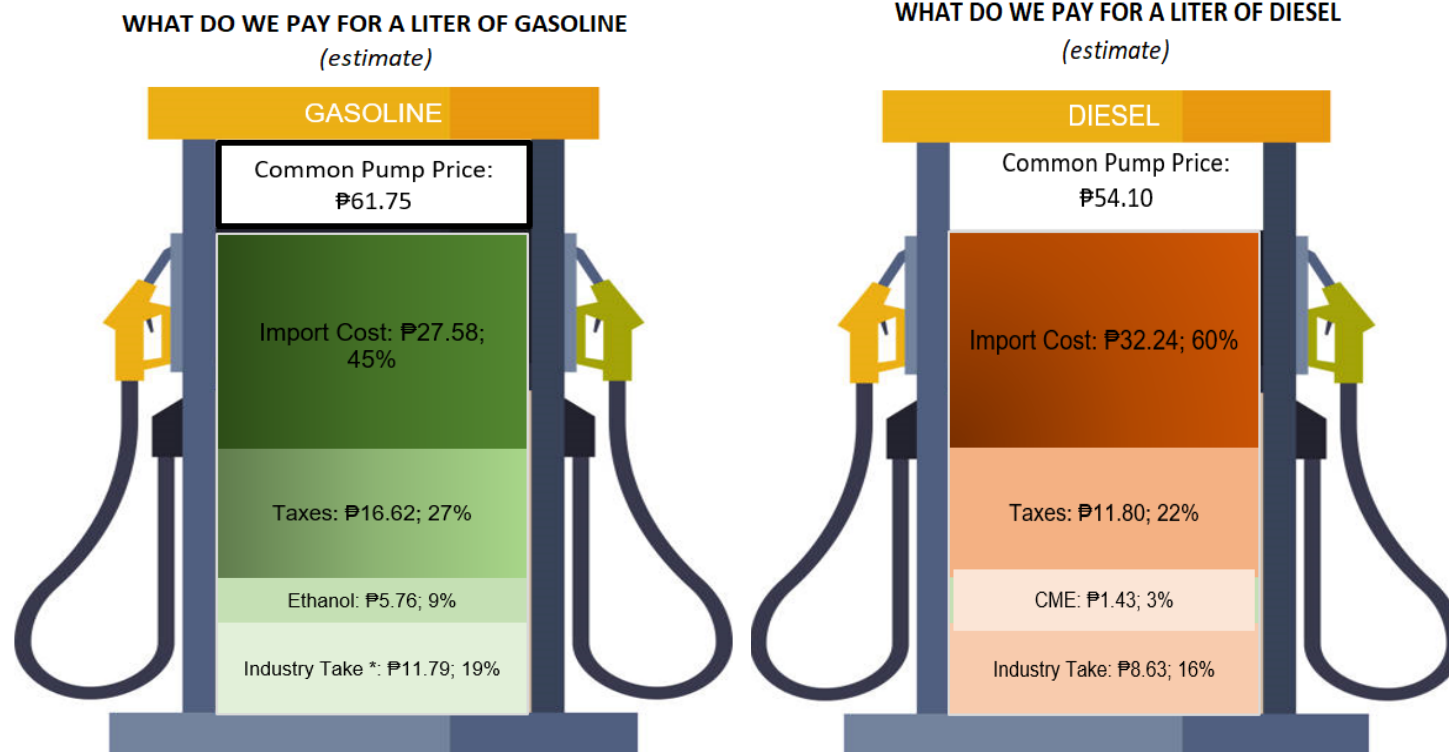 WHAT DO WE PAY FOR A LITER OF GASOLINE
(estimate)
GASOLINE
Common Pump Price:
₱61.75
Import Cost: ₱27.58;
45%
Taxes: ₱16.62; 27%
Ethanol: ₱5.76; 9%
Industry Take *: ₱11.79; 19%
WHAT DO WE PAY FOR A LITER OF DIESEL
(estimate)
DIESEL
Common Pump Price:
₱54.10
Import Cost: ₱32.24; 60%
Taxes: ₱11.80; 22%
CME: ₱1.43; 3%
Industry Take: ₱8.63; 16%